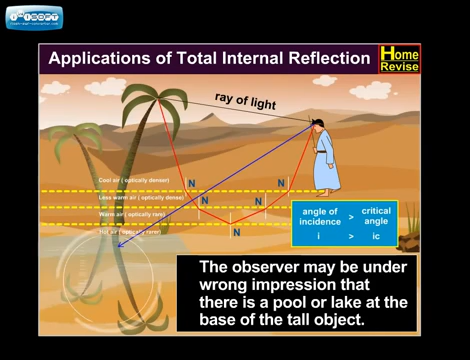 iwisoft
Applications of Total Internal Reflection
Home
Revise
ray of light
Cool air ( optically denser)
Less warm air ( optically dense)
Warm air ( optically rare)
Hot air ( optically rarer)
N
N
N
N
N
angle of incidence > critical angle
i > ic
The observer may be under
wrong impression that
there is a pool or lake at the
base of the tall object.